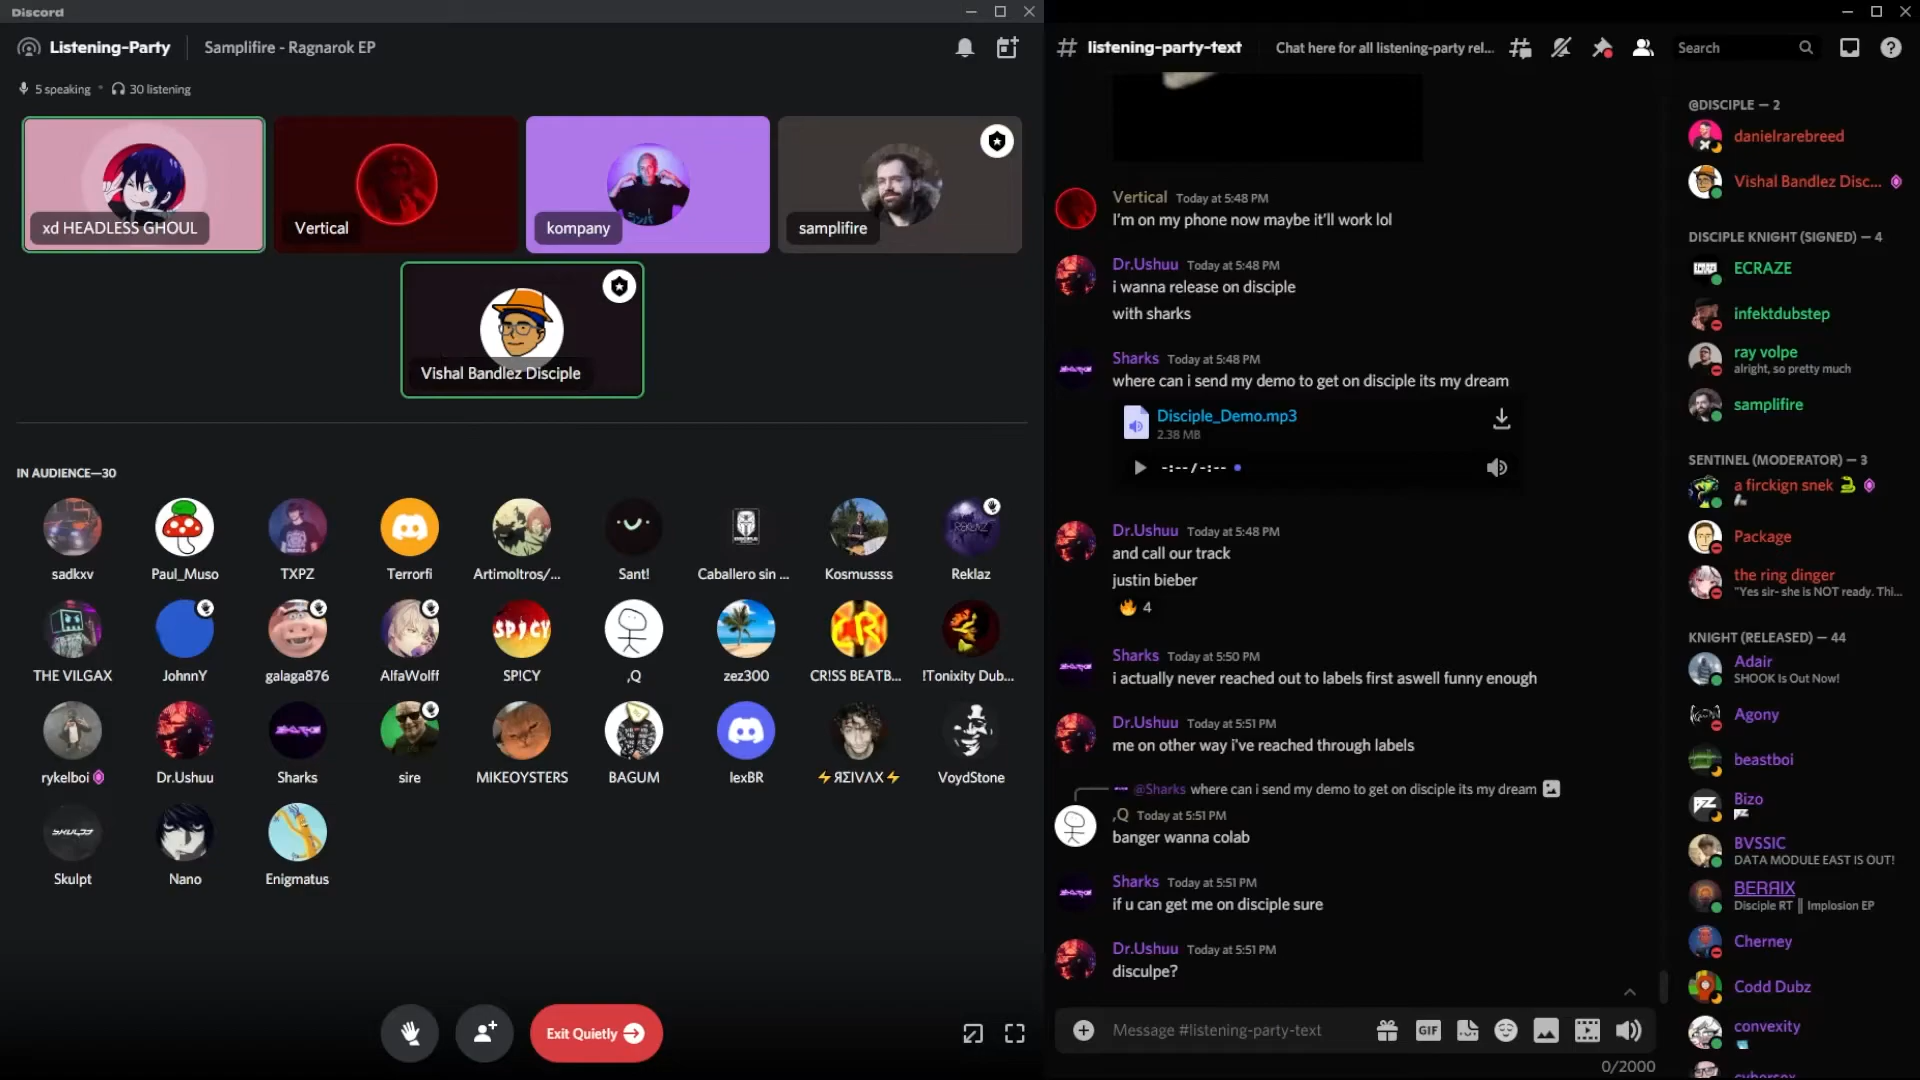 Discord
Listening-Party
Samplifire - Ragnarok EP
5 speaking • 30 listening
xd HEADLESS GHOUL
Vertical
kompany
samplifire
Vishal Bandlez Disciple
IN AUDIENCE—30
sadkxv
Paul_Muso
TXPZ
Terrorfi
Artimoltros/...
Sant!
Caballero sin ...
Kosmussss
Reklaz
THE VILGAX
JohnnY
galaga876
AlfaWolff
SP!CY
,Q
zez300
CR!SS BEATB...
!Tonixity Dub...
rykelboi
Dr.Ushuu
Sharks
sire
MIKEOYSTERS
BAGUM
lexBR
⚡ЯΣIVΛX⚡
VoydStone
Skulpt
Nano
Enigmatus
Exit Quietly
# listening-party-text
Chat here for all listening-party rel...
Search
Vertical Today at 5:48 PM
I'm on my phone now maybe it'll work lol
Dr.Ushuu Today at 5:48 PM
i wanna release on disciple
with sharks
Sharks Today at 5:48 PM
where can i send my demo to get on disciple its my dream
Disciple_Demo.mp3
2.38 MB
-:--/-:--
Dr.Ushuu Today at 5:48 PM
and call our track
justin bieber
🔥 4
Sharks Today at 5:50 PM
i actually never reached out to labels first aswell funny enough
Dr.Ushuu Today at 5:51 PM
me on other way i've reached through labels
@Sharks where can i send my demo to get on disciple its my dream
,Q Today at 5:51 PM
banger wanna colab
Sharks Today at 5:51 PM
if u can get me on disciple sure
Dr.Ushuu Today at 5:51 PM
disculpe?
Message #listening-party-text
GIF
0/2000
@DISCIPLE — 2
danielrarebreed
Vishal Bandlez Disc...
DISCIPLE KNIGHT (SIGNED) — 4
ECRAZE
infektdubstep
ray volpe
alright, so pretty much
samplifire
SENTINEL (MODERATOR) — 3
a firckign snek 🐍
Package
the ring dinger
"Yes sir- she is NOT ready. Thi...
KNIGHT (RELEASED) — 44
Adair
SHOOK Is Out Now!
Agony
beastboi
Bizo
BVSSIC
DATA MODULE EAST IS OUT!
BERЯIX
Disciple RT ║ Implosion EP
Cherney
Codd Dubz
convexity